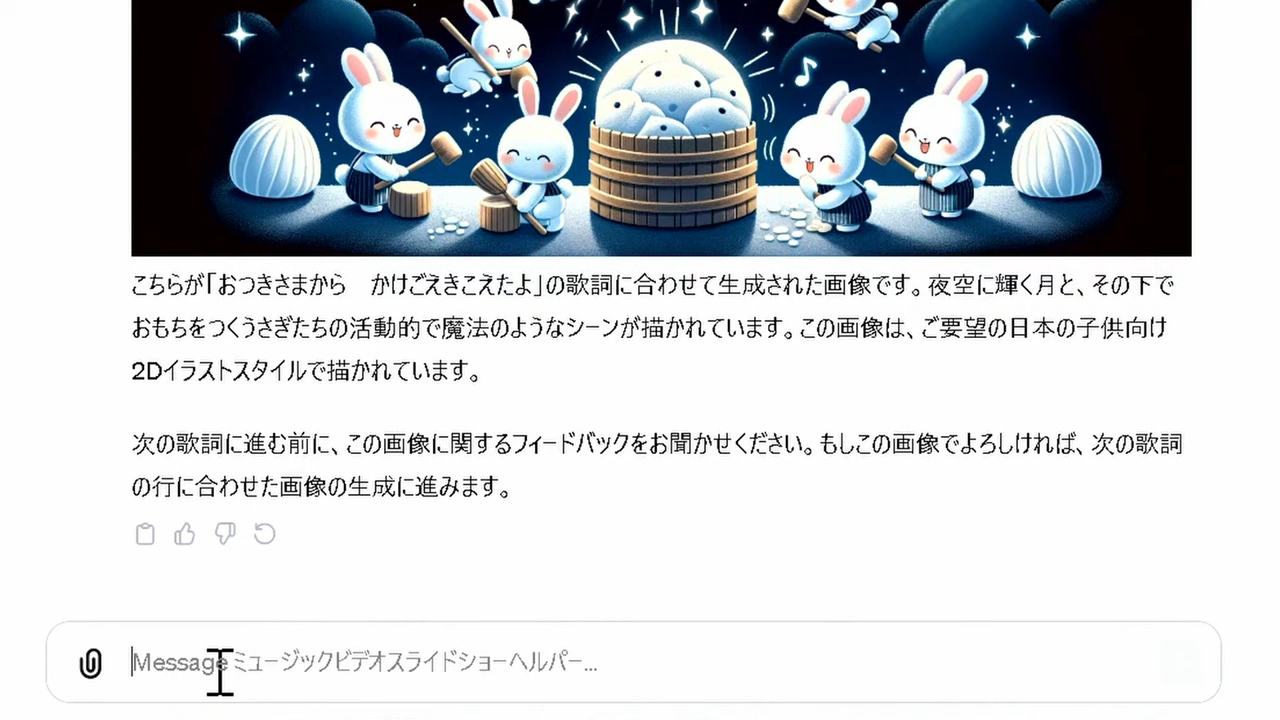 こちらが「おつきさまから　かけごえきこえたよ」の歌詞に合わせて生成された画像です。夜空に輝く月と、その下で
おもちをつくうさぎたちの活動的で魔法のようなシーンが描かれています。この画像は、ご要望の日本の子供向け
2Dイラストスタイルで描かれています。
次の歌詞に進む前に、この画像に関するフィードバックをお聞かせください。もしこの画像でよろしければ、次の歌詞
の行に合わせた画像の生成に進みます。
Message ミュージックビデオスライドショーヘルパー...